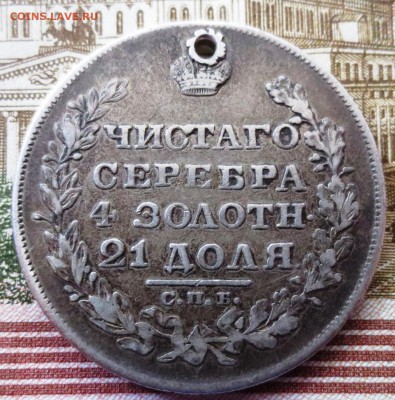 COINS.LAVE.RU
ЧИСТАГО
СЕРЕБРА
4 ЗОЛОТН.
21 ДОЛЯ
С.П.Б.